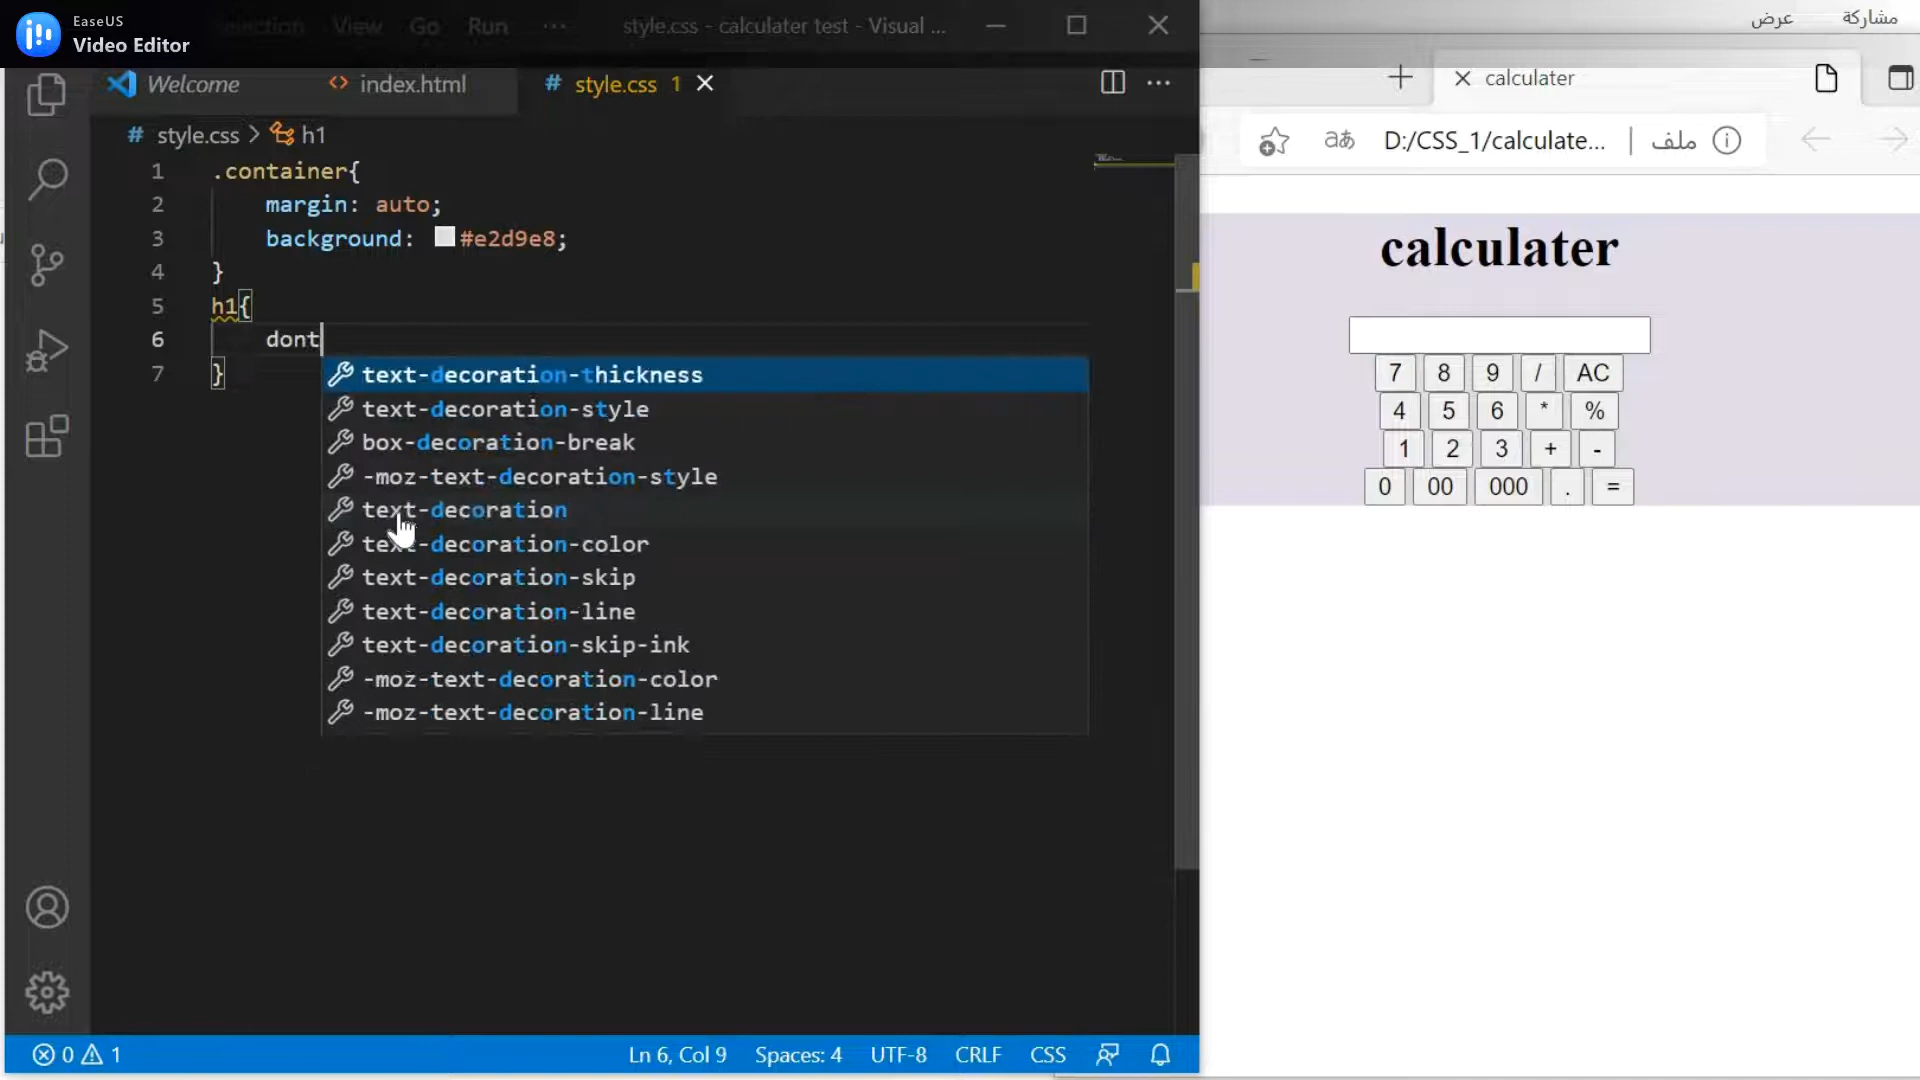 EaseUS
Video Editor
Selection View Go Run ··· style.css - calculater test - Visual ...
Welcome <> index.html # style.css 1
# style.css > h1
1 .container{
2 margin: auto;
3 background: #e2d9e8;
4 }
5 h1{
6 dont
7 }
text-decoration-thickness
text-decoration-style
box-decoration-break
-moz-text-decoration-style
text-decoration
text-decoration-color
text-decoration-skip
text-decoration-line
text-decoration-skip-ink
-moz-text-decoration-color
-moz-text-decoration-line
0 1 Ln 6, Col 9 Spaces: 4 UTF-8 CRLF CSS
مشاركة عرض
calculater
aあ D:/CSS_1/calculate... | ملف
calculater
7 8 9 / AC
4 5 6 * %
1 2 3 + -
0 00 000 . =